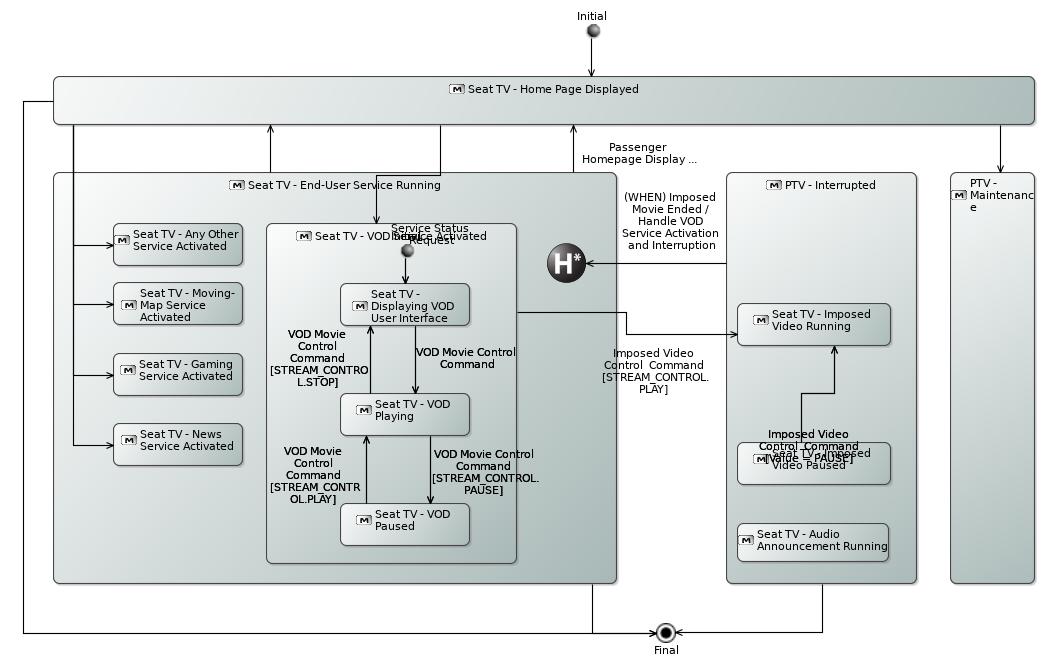 Initial
Seat TV - Home Page Displayed
Passenger
Homepage Display ...
Seat TV - End-User Service Running
PTV - Interrupted
PTV -
Maintenanc
e
(WHEN) Imposed
Movie Ended /
Handle VOD
Service Activation
and Interruption
Seat TV - Any Other
Service Activated
Seat TV - VOD Service Activated
Service Status
Request
Initial
H*
Seat TV - Moving-
Map Service
Activated
Seat TV -
Displaying VOD
User Interface
Seat TV - Imposed
Video Running
VOD Movie
Control
Command
[STREAM_CONTRO
L.STOP]
VOD Movie Control
Command
Imposed Video
Control Command
[STREAM_CONTROL.
PLAY]
Seat TV - Gaming
Service Activated
Seat TV - VOD
Playing
Seat TV - News
Service Activated
VOD Movie
Control
Command
[STREAM_CONTR
OL.PLAY]
VOD Movie Control
Command
[STREAM_CONTROL.
PAUSE]
Imposed Video
Control Command
[Value = PAUSE]
Seat TV - Imposed
Video Paused
Seat TV - VOD
Paused
Seat TV - Audio
Announcement Running
Final